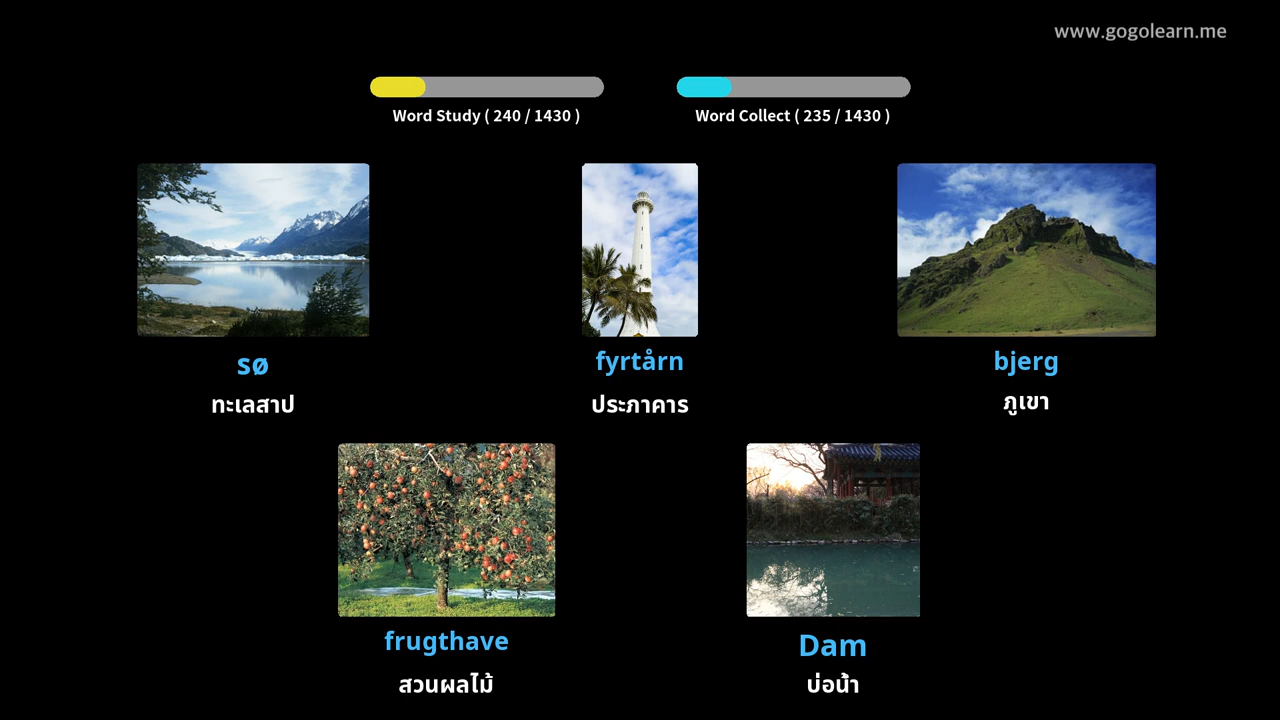 www.gogolearn.me
Word Study ( 240 / 1430 )
Word Collect ( 235 / 1430 )
sø
fyrtårn
bjerg
ทะเลสาป
ประภาคาร
ภูเขา
frugthave
Dam
สวนผลไม้
บ่อน้ำ